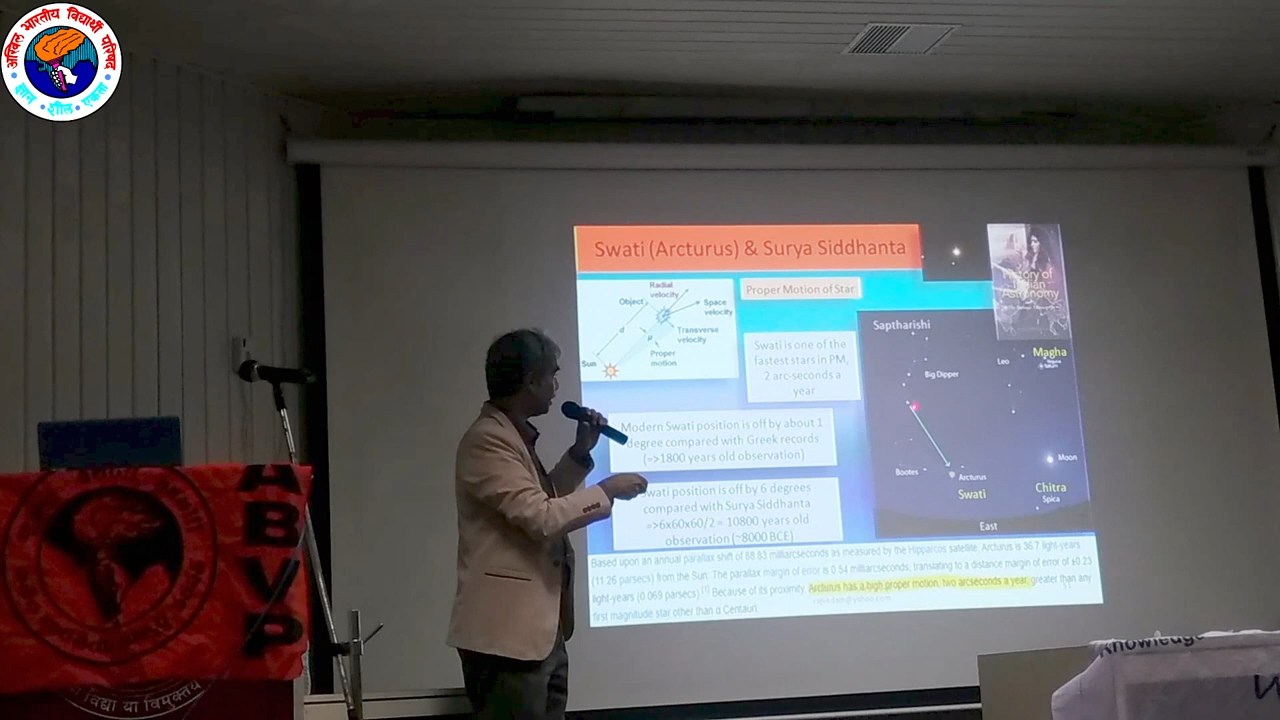 अखिल भारतीय विद्यार्थी परिषद
ज्ञान • शील • एकता
Swati (Arcturus) & Surya Siddhanta
History of
Indian
Astronomy
Radial
velocity
Object
Space
velocity
d
μ
Transverse
velocity
Proper
motion
Sun
Proper Motion of Star
Swati is one of the
fastest stars in PM,
2 arc-seconds a
year
Modern Swati position is off by about 1
degree compared with Greek records
(=>1800 years old observation)
Swati position is off by 6 degrees
compared with Surya Siddhanta
=>6x60x60/2 = 10800 years old
observation (~8000 BCE)
Saptharishi
Big Dipper
Leo
Magha
Regulus
Saturn
Moon
Bootes
Arcturus
Swati
Chitra
Spica
East
Based upon an annual parallax shift of 88.83 milliarcseconds as measured by the Hipparcos satellite, Arcturus is 36.7 light-years
(11.26 parsecs) from the Sun. The parallax margin of error is 0.54 milliarcseconds, translating to a distance margin of error of ±0.23
light-years (0.069 parsecs).[1] Because of its proximity, Arcturus has a high proper motion, two arcseconds a year, greater than any
first magnitude star other than α Centauri.
ABVP
विद्या या विमुक्तये
Knowledge